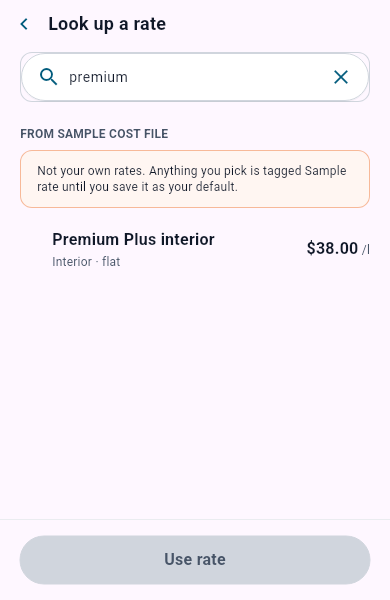 Look up a rate
premium
FROM SAMPLE COST FILE
Not your own rates. Anything you pick is tagged Sample
rate until you save it as your default.
Premium Plus interior
$38.00 /l
Interior · flat
Use rate